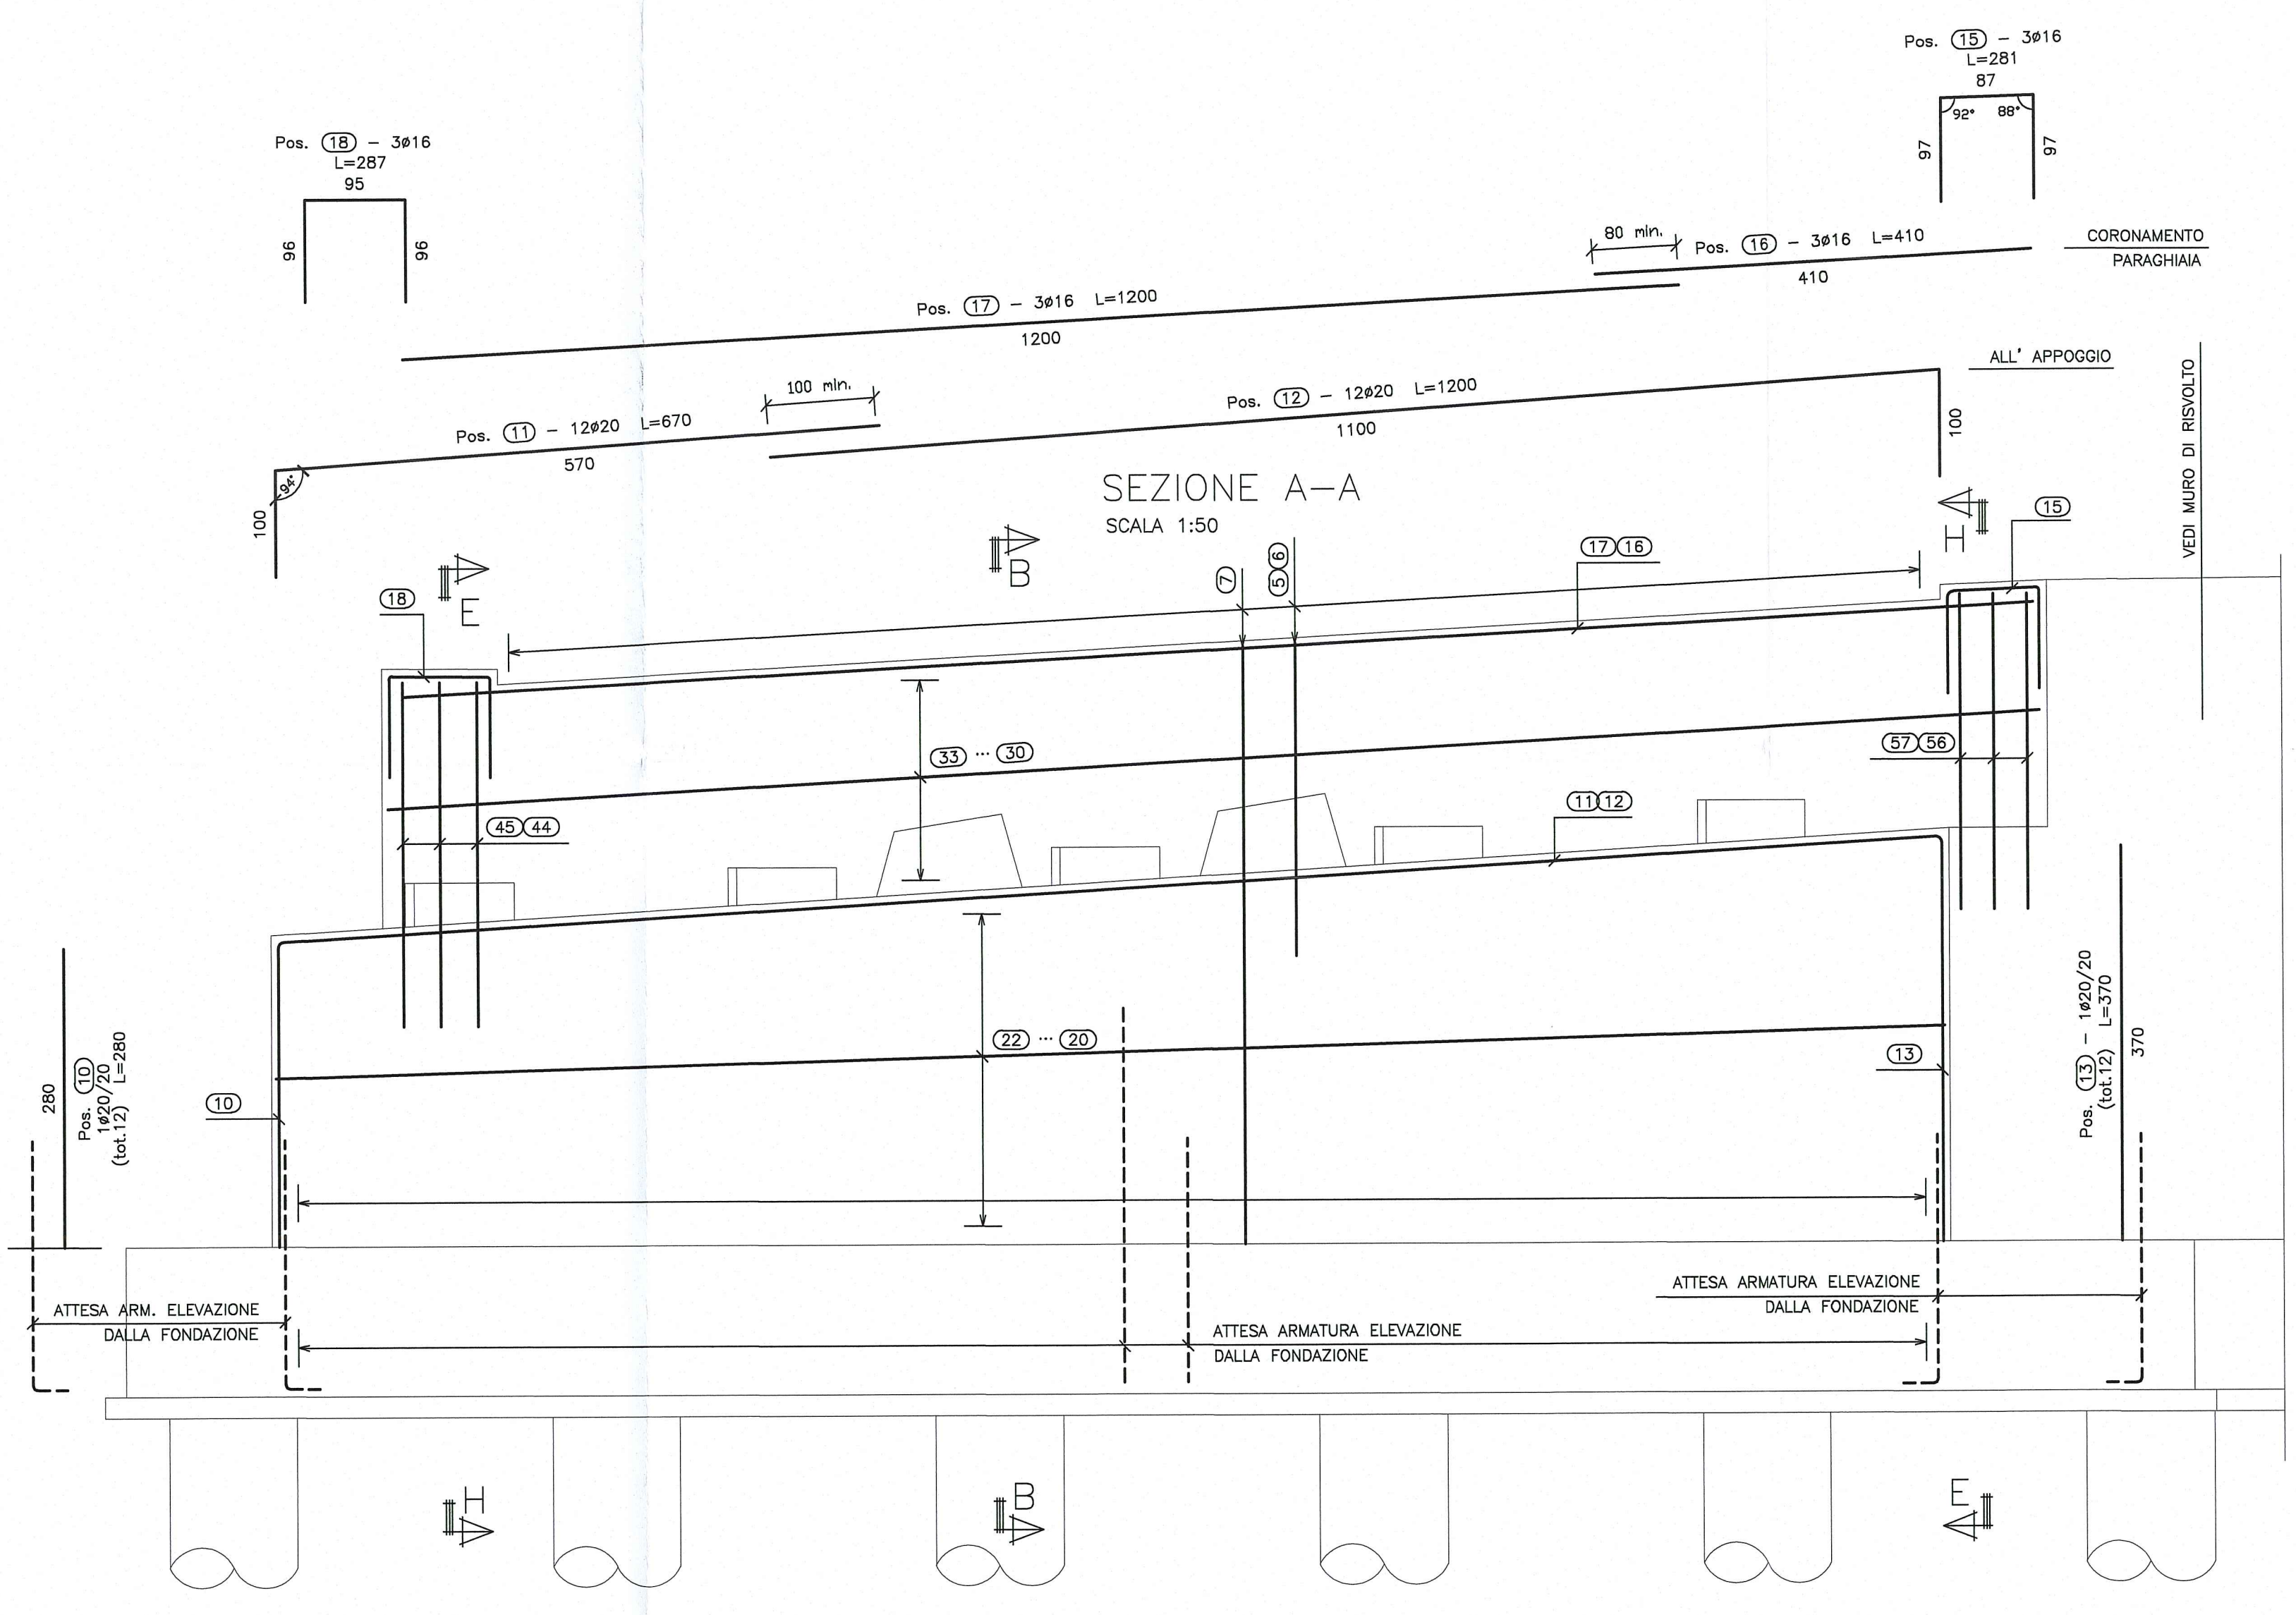 Pos. 15 – 3ø16
L=281
87
92° 88°
97
97
Pos. 18 – 3ø16
L=287
95
96
96
80 min.
Pos. 16 – 3ø16 L=410
410
CORONAMENTO
PARAGHIAIA
Pos. 17 – 3ø16 L=1200
1200
ALL' APPOGGIO
100 min.
Pos. 12 – 12ø20 L=1200
1100
100
Pos. 11 – 12ø20 L=670
570
94°
100
VEDI MURO DI RISVOLTO
SEZIONE A–A
SCALA 1:50
H
15
B
E
17 16
7
5 6
18
33 ... 30
57 56
11 12
45 44
22 ... 20
13
10
280
Pos. 10
1ø20/20
(tot.12) L=280
Pos. 13 – 1ø20/20
(tot.12) L=370
370
ATTESA ARM. ELEVAZIONE
DALLA FONDAZIONE
ATTESA ARMATURA ELEVAZIONE
DALLA FONDAZIONE
ATTESA ARMATURA ELEVAZIONE
DALLA FONDAZIONE
H
B
E